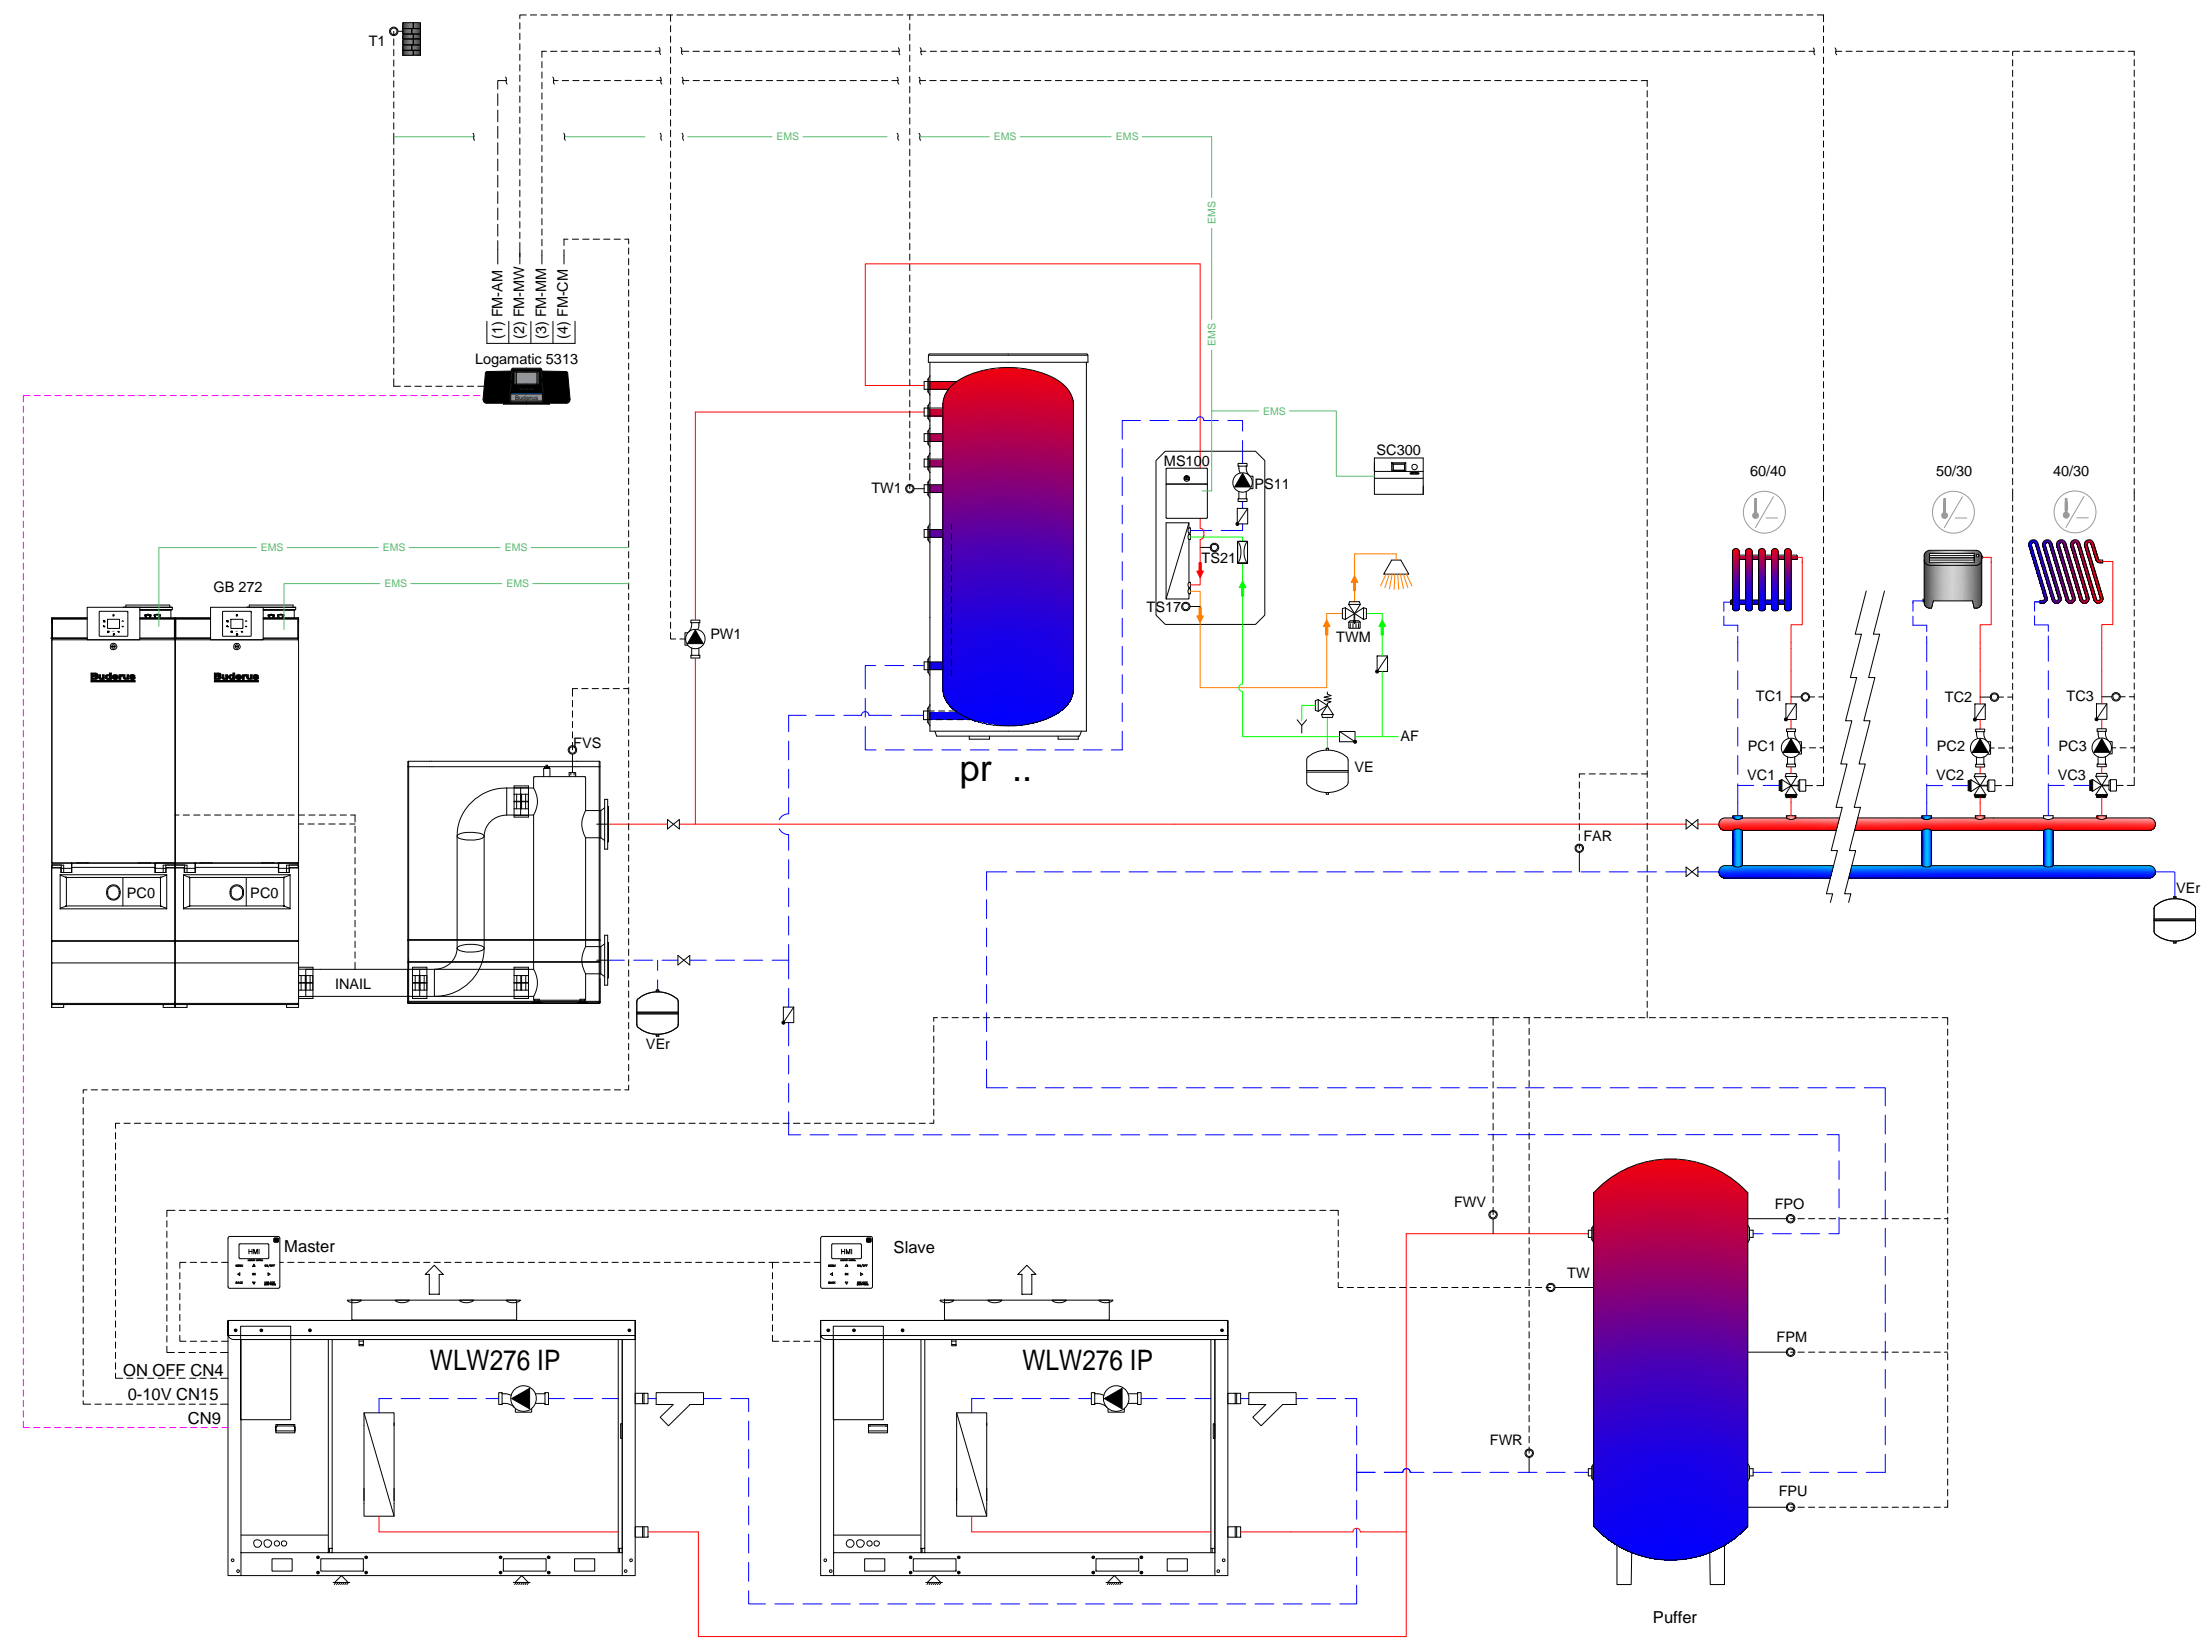 T1
EMS EMS EMS
EMS
EMS
(1) FM-AM
(2) FM-MW
(3) FM-MM
(4) FM-CM
Logamatic 5313
Buderus
EMS
SC300
MS100
PS11
TW1
TS21
TS17
TWM
60/40
50/30
40/30
EMS EMS EMS
EMS EMS
GB 272
Buderus
Buderus
PW1
FVS
pr ..
VE
AF
TC1
TC2
TC3
PC1
PC2
PC3
VC1
VC2
VC3
FAR
PC0
PC0
VEr
INAIL
VEr
FWV
FPO
HMI
Master
HMI
Slave
TW
FPM
WLW276 IP
WLW276 IP
ON OFF CN4
0-10V CN15
CN9
FWR
FPU
Puffer